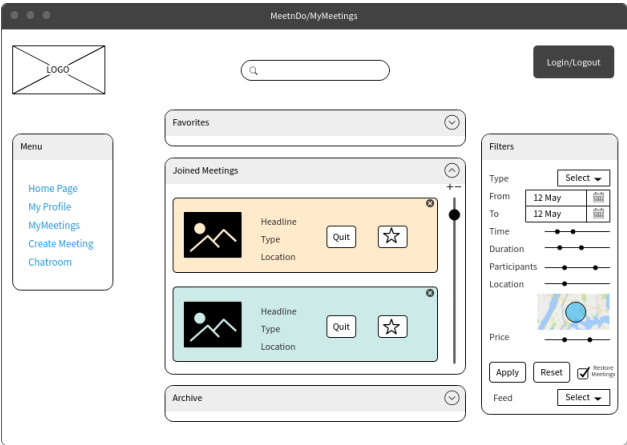 MeetnDo/MyMeetings
LOGO
Login/Logout
Menu
Home Page
My Profile
MyMeetings
Create Meeting
Chatroom
Favorites
Joined Meetings
+-
Headline
Type
Location
Quit
Headline
Type
Location
Quit
Archive
Filters
Type Select
From 12 May
To 12 May
Time
Duration
Participants
Location
Price
Apply Reset Restore
Meetings
Feed Select